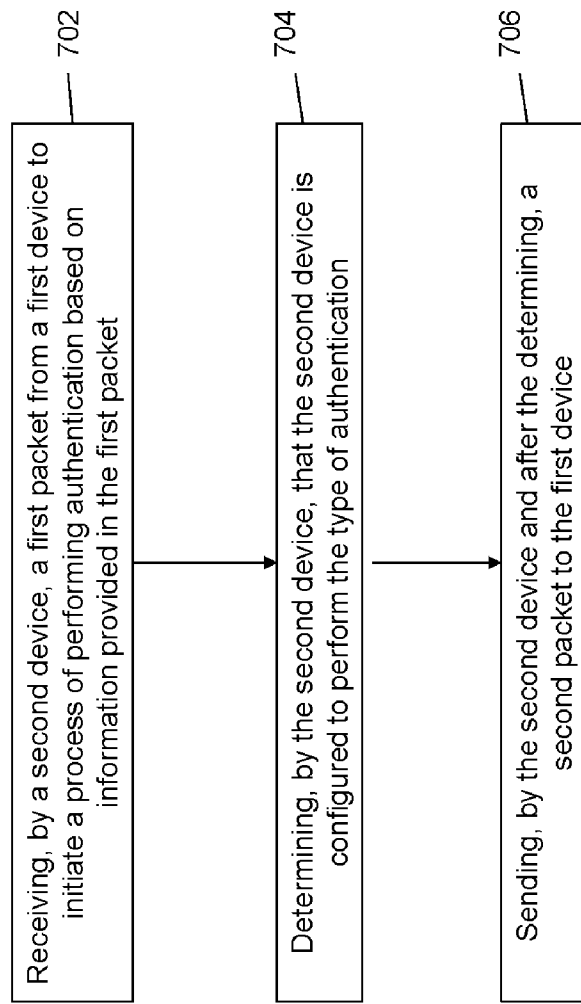 702
Receiving, by a second device, a first packet from a first device to
initiate a process of performing authentication based on
information provided in the first packet
704
Determining, by the second device, that the second device is
configured to perform the type of authentication
706
Sending, by the second device and after the determining, a
second packet to the first device